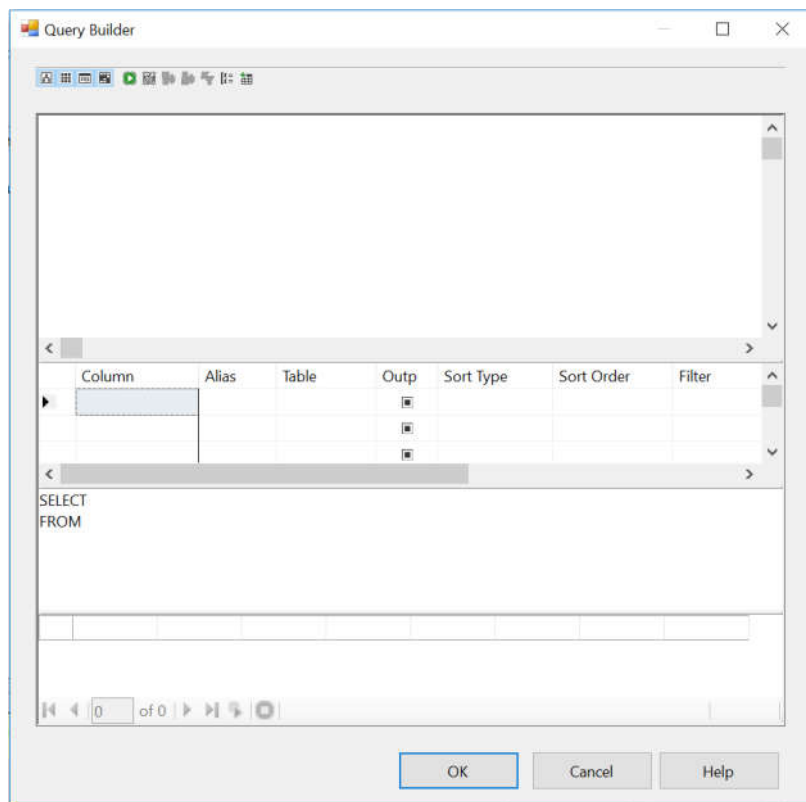 Query Builder
Column Alias Table Outp Sort Type Sort Order Filter
SELECT
FROM
0 of 0
OK Cancel Help